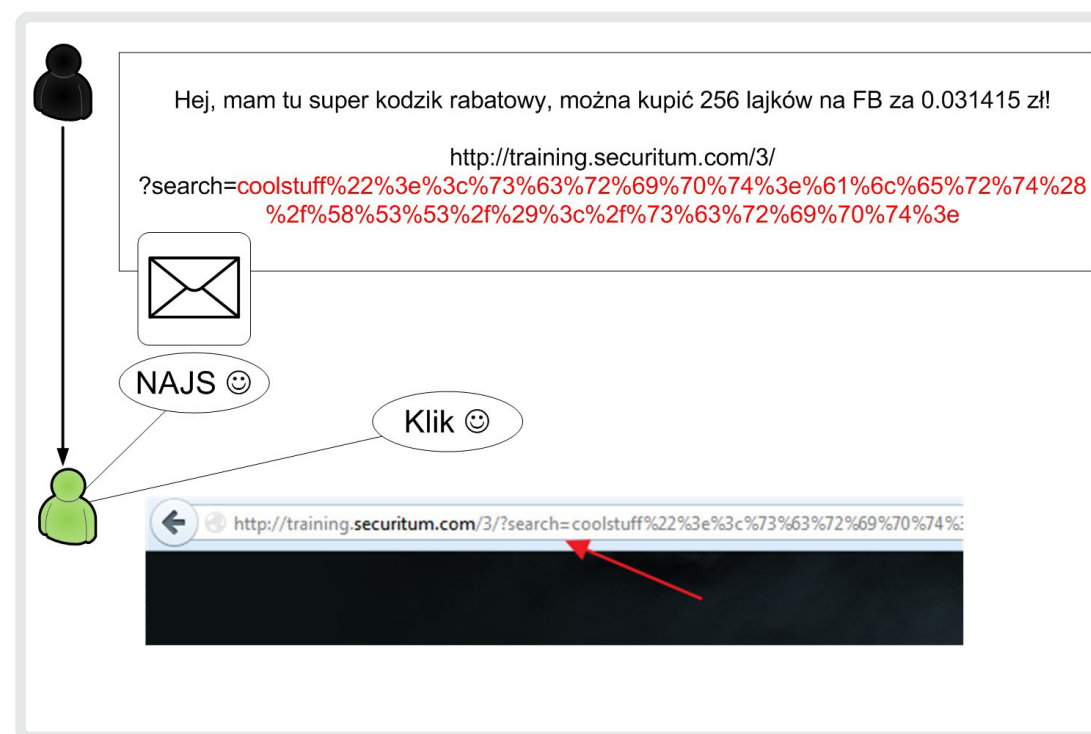 Hej, mam tu super kodzik rabatowy, można kupić 256 lajków na FB za 0.031415 zł!
http://training.securitum.com/3/
?search=coolstuff%22%3e%3c%73%63%72%69%70%74%3e%61%6c%65%72%74%28
%2f%58%53%53%2f%29%3c%2f%73%63%72%69%70%74%3e
NAJS ☺
Klik ☺
http://training.securitum.com/3/?search=coolstuff%22%3e%3c%73%63%72%69%70%74%3